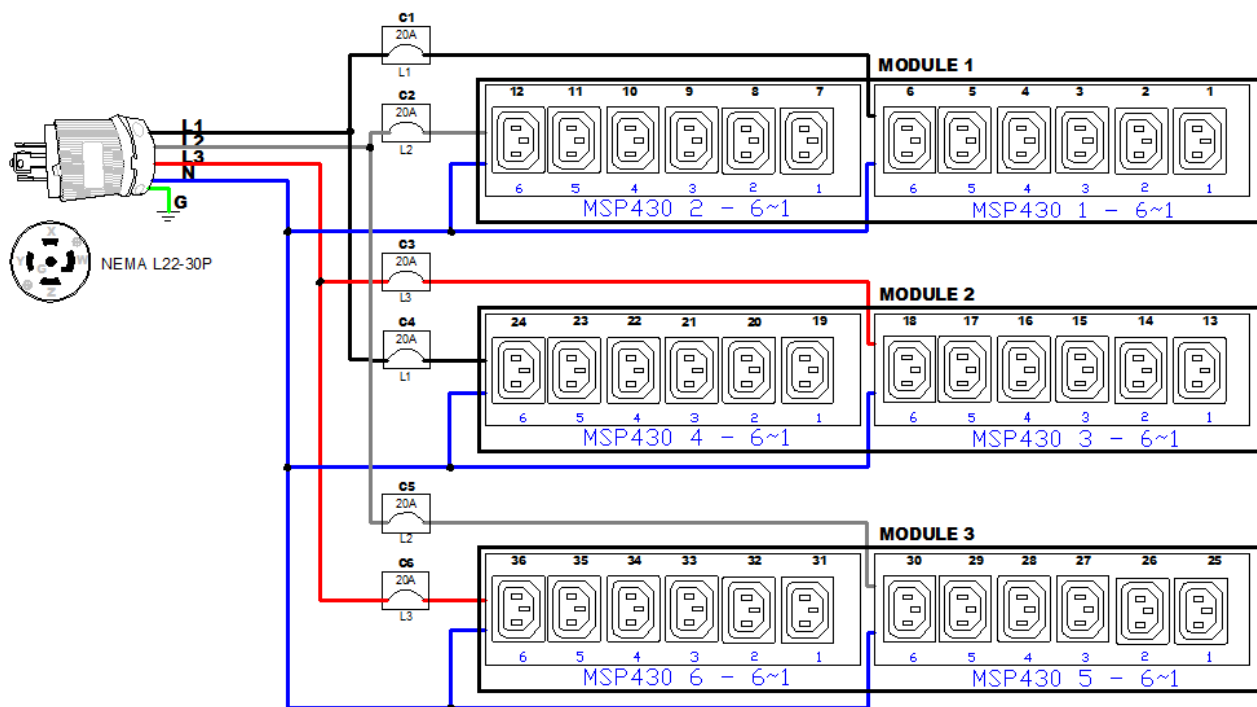 C1
20A
L1
MODULE 1
C2
20A
L2
12 11 10 9 8 7 6 5 4 3 2 1
6 5 4 3 2 1 6 5 4 3 2 1
MSP430 2 - 6~1 MSP430 1 - 6~1
L1
L2
L3
N
G
X
Y
W
G
Z
NEMA L22-30P
C3
20A
L3
MODULE 2
C4
20A
L1
24 23 22 21 20 19 18 17 16 15 14 13
6 5 4 3 2 1 6 5 4 3 2 1
MSP430 4 - 6~1 MSP430 3 - 6~1
C5
20A
L2
MODULE 3
C6
20A
L3
36 35 34 33 32 31 30 29 28 27 26 25
6 5 4 3 2 1 6 5 4 3 2 1
MSP430 6 - 6~1 MSP430 5 - 6~1